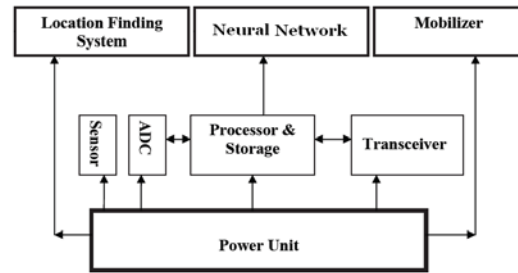 Location Finding
System
Neural Network
Mobilizer
Sensor
ADC
Processor &
Storage
Transceiver
Power Unit